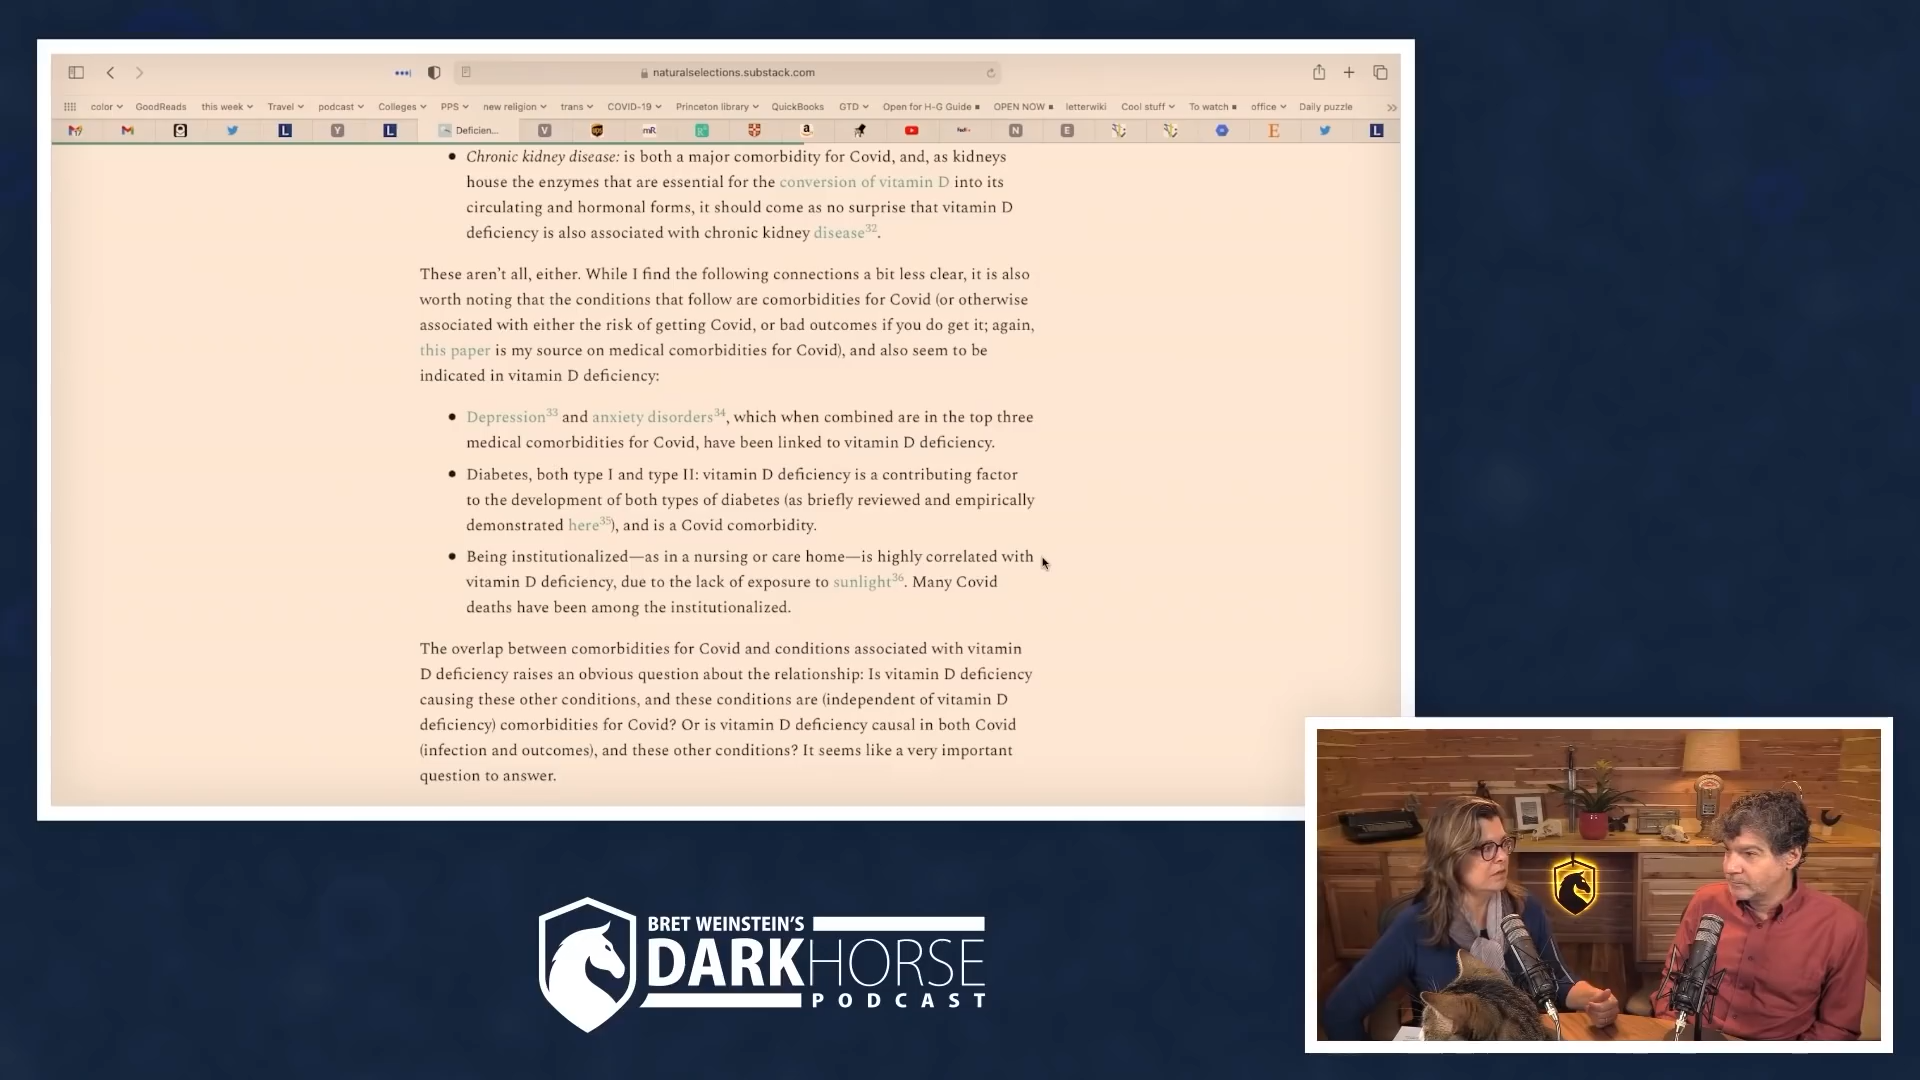 naturalselections.substack.com
color GoodReads this week Travel podcast Colleges PPS new religion trans COVID-19 Princeton library QuickBooks GTD Open for H-G Guide OPEN NOW letterwiki Cool stuff To watch office Daily puzzle
L Y L Deficien... V ups mR a N E E L
• Chronic kidney disease: is both a major comorbidity for Covid, and, as kidneys
house the enzymes that are essential for the conversion of vitamin D into its
circulating and hormonal forms, it should come as no surprise that vitamin D
deficiency is also associated with chronic kidney disease32.
These aren’t all, either. While I find the following connections a bit less clear, it is also
worth noting that the conditions that follow are comorbidities for Covid (or otherwise
associated with either the risk of getting Covid, or bad outcomes if you do get it; again,
this paper is my source on medical comorbidities for Covid), and also seem to be
indicated in vitamin D deficiency:
• Depression33 and anxiety disorders34, which when combined are in the top three
medical comorbidities for Covid, have been linked to vitamin D deficiency.
• Diabetes, both type I and type II: vitamin D deficiency is a contributing factor
to the development of both types of diabetes (as briefly reviewed and empirically
demonstrated here35), and is a Covid comorbidity.
• Being institutionalized—as in a nursing or care home—is highly correlated with
vitamin D deficiency, due to the lack of exposure to sunlight36. Many Covid
deaths have been among the institutionalized.
The overlap between comorbidities for Covid and conditions associated with vitamin
D deficiency raises an obvious question about the relationship: Is vitamin D deficiency
causing these other conditions, and these conditions are (independent of vitamin D
deficiency) comorbidities for Covid? Or is vitamin D deficiency causal in both Covid
(infection and outcomes), and these other conditions? It seems like a very important
question to answer.
BRET WEINSTEIN'S
DARKHORSE
PODCAST